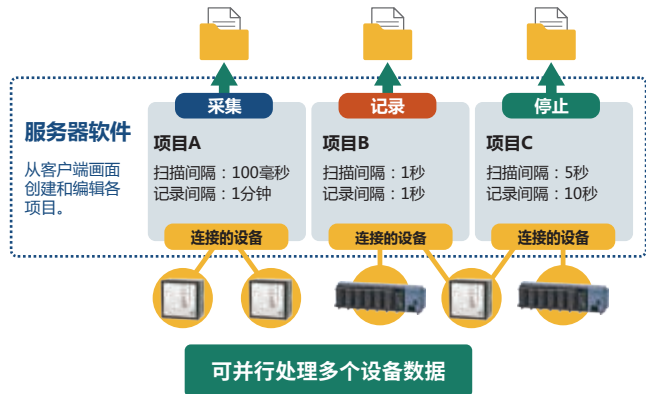 服务器软件
从客户端画面
创建和编辑各
项目。
采集
项目A
扫描间隔：100毫秒
记录间隔：1分钟
连接的设备
记录
项目B
扫描间隔：1秒
记录间隔：1秒
连接的设备
停止
项目C
扫描间隔：5秒
记录间隔：10秒
连接的设备
可并行处理多个设备数据